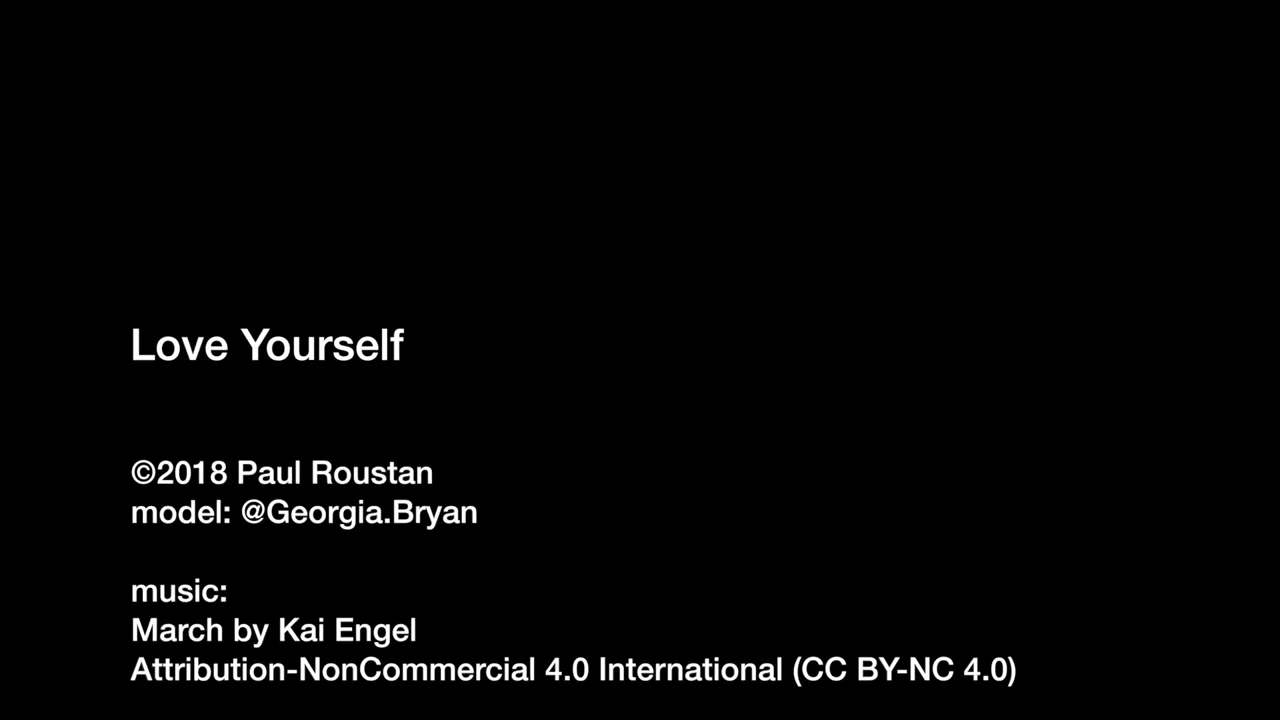 Love Yourself
©2018 Paul Roustan
model: @Georgia.Bryan
music:
March by Kai Engel
Attribution-NonCommercial 4.0 International (CC BY-NC 4.0)